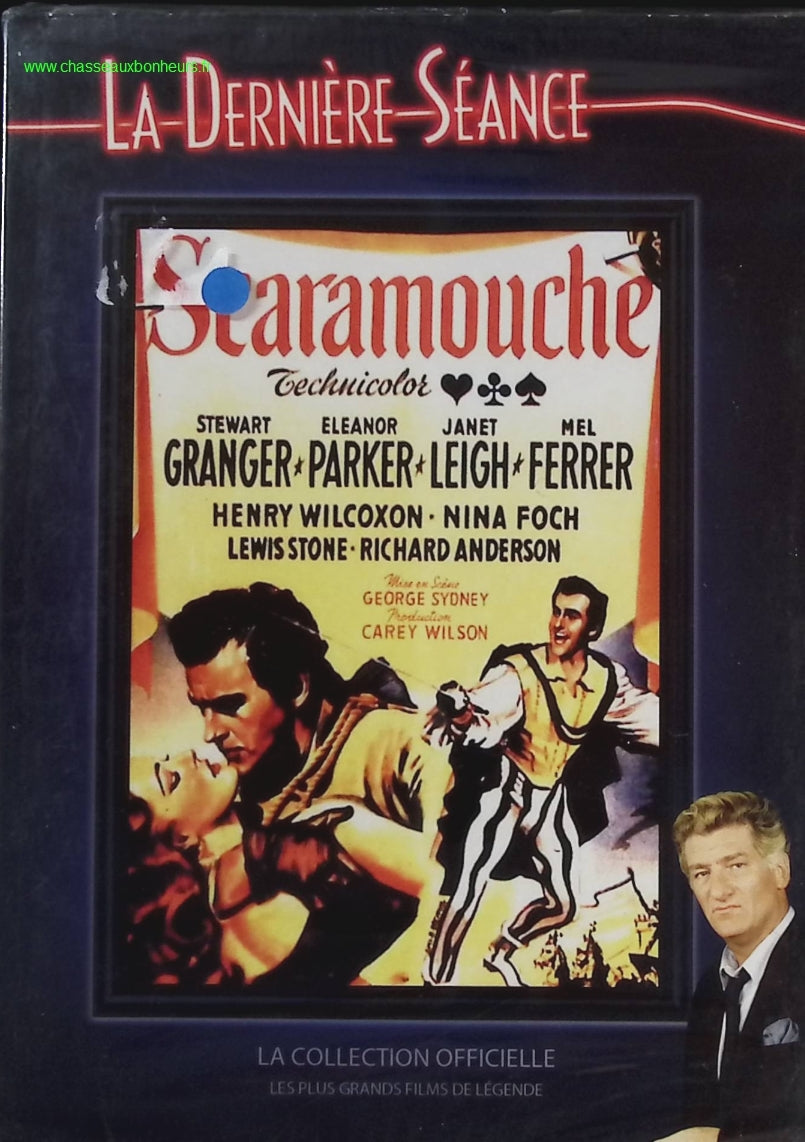 www.chasseauxbonheurs.fr
LA DERNIÈRE SÉANCE
Scaramouche
Technicolor
STEWART ELEANOR JANET MEL
GRANGER ★ PARKER ★ LEIGH ★ FERRER
HENRY WILCOXON · NINA FOCH
LEWIS STONE · RICHARD ANDERSON
Mise en Scène
GEORGE SYDNEY
Production
CAREY WILSON
LA COLLECTION OFFICIELLE
LES PLUS GRANDS FILMS DE LÉGENDE